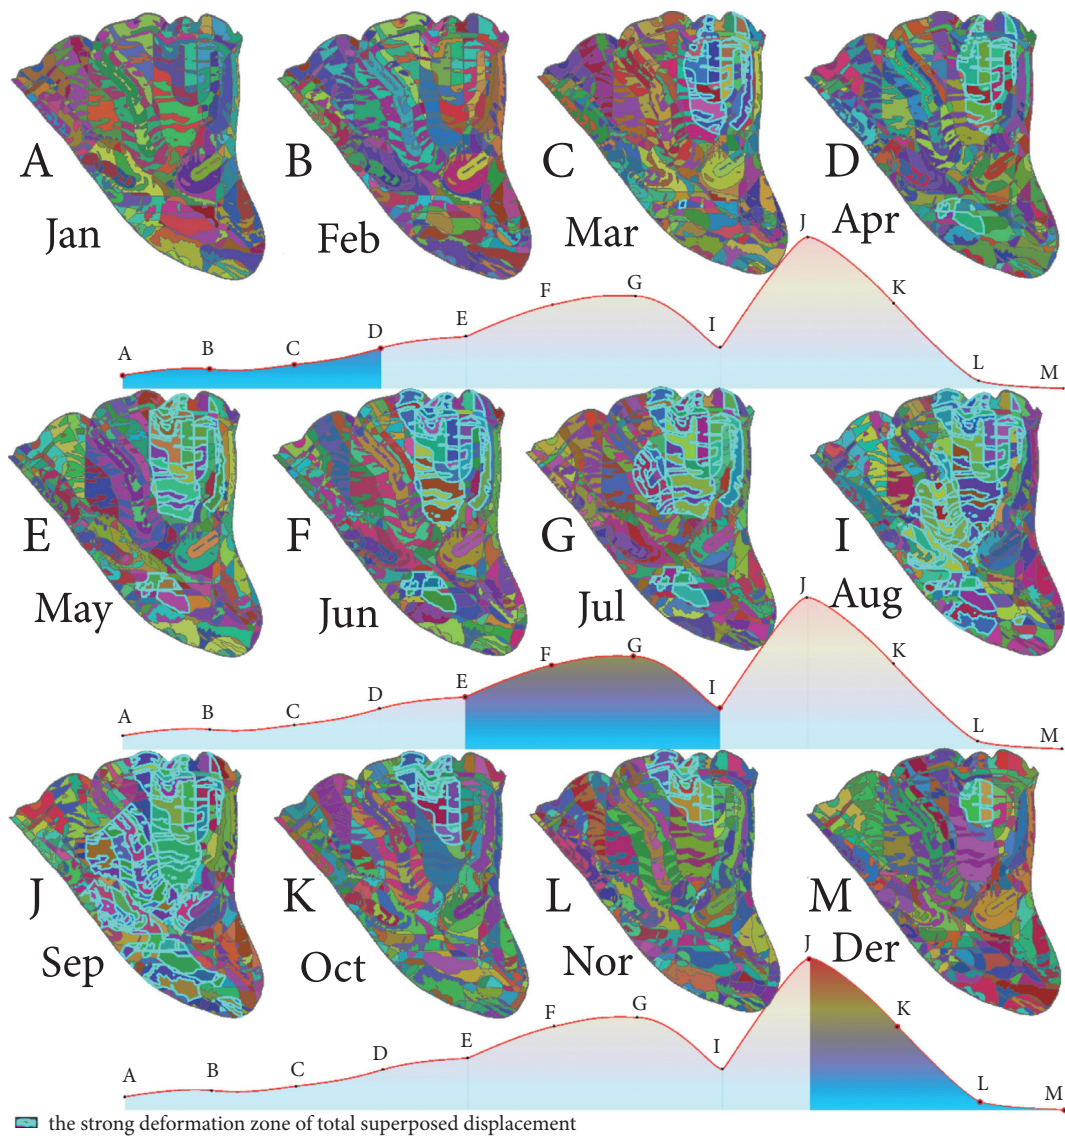 A
B
C
D
Jan
Feb
Mar
Apr
A
B
C
D
E
F
G
I
J
K
L
M
E
F
G
I
May
Jun
Jul
Aug
A
B
C
D
E
F
G
I
J
K
L
M
J
K
L
M
Sep
Oct
Nor
Der
A
B
C
D
E
F
G
I
J
K
L
M
the strong deformation zone of total superposed displacement